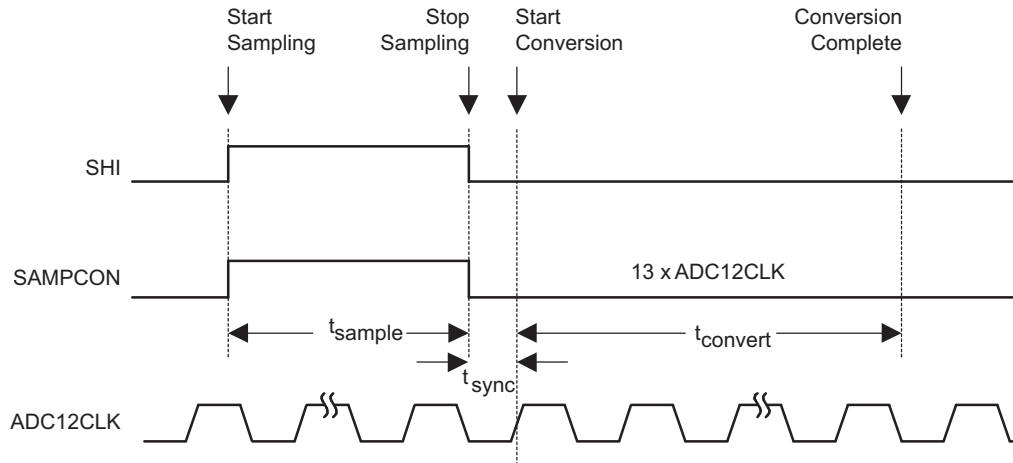 Start
Sampling
Stop
Sampling
Start
Conversion
Conversion
Complete
SHI
SAMPCON
13 x ADC12CLK
tsample
tconvert
tsync
ADC12CLK